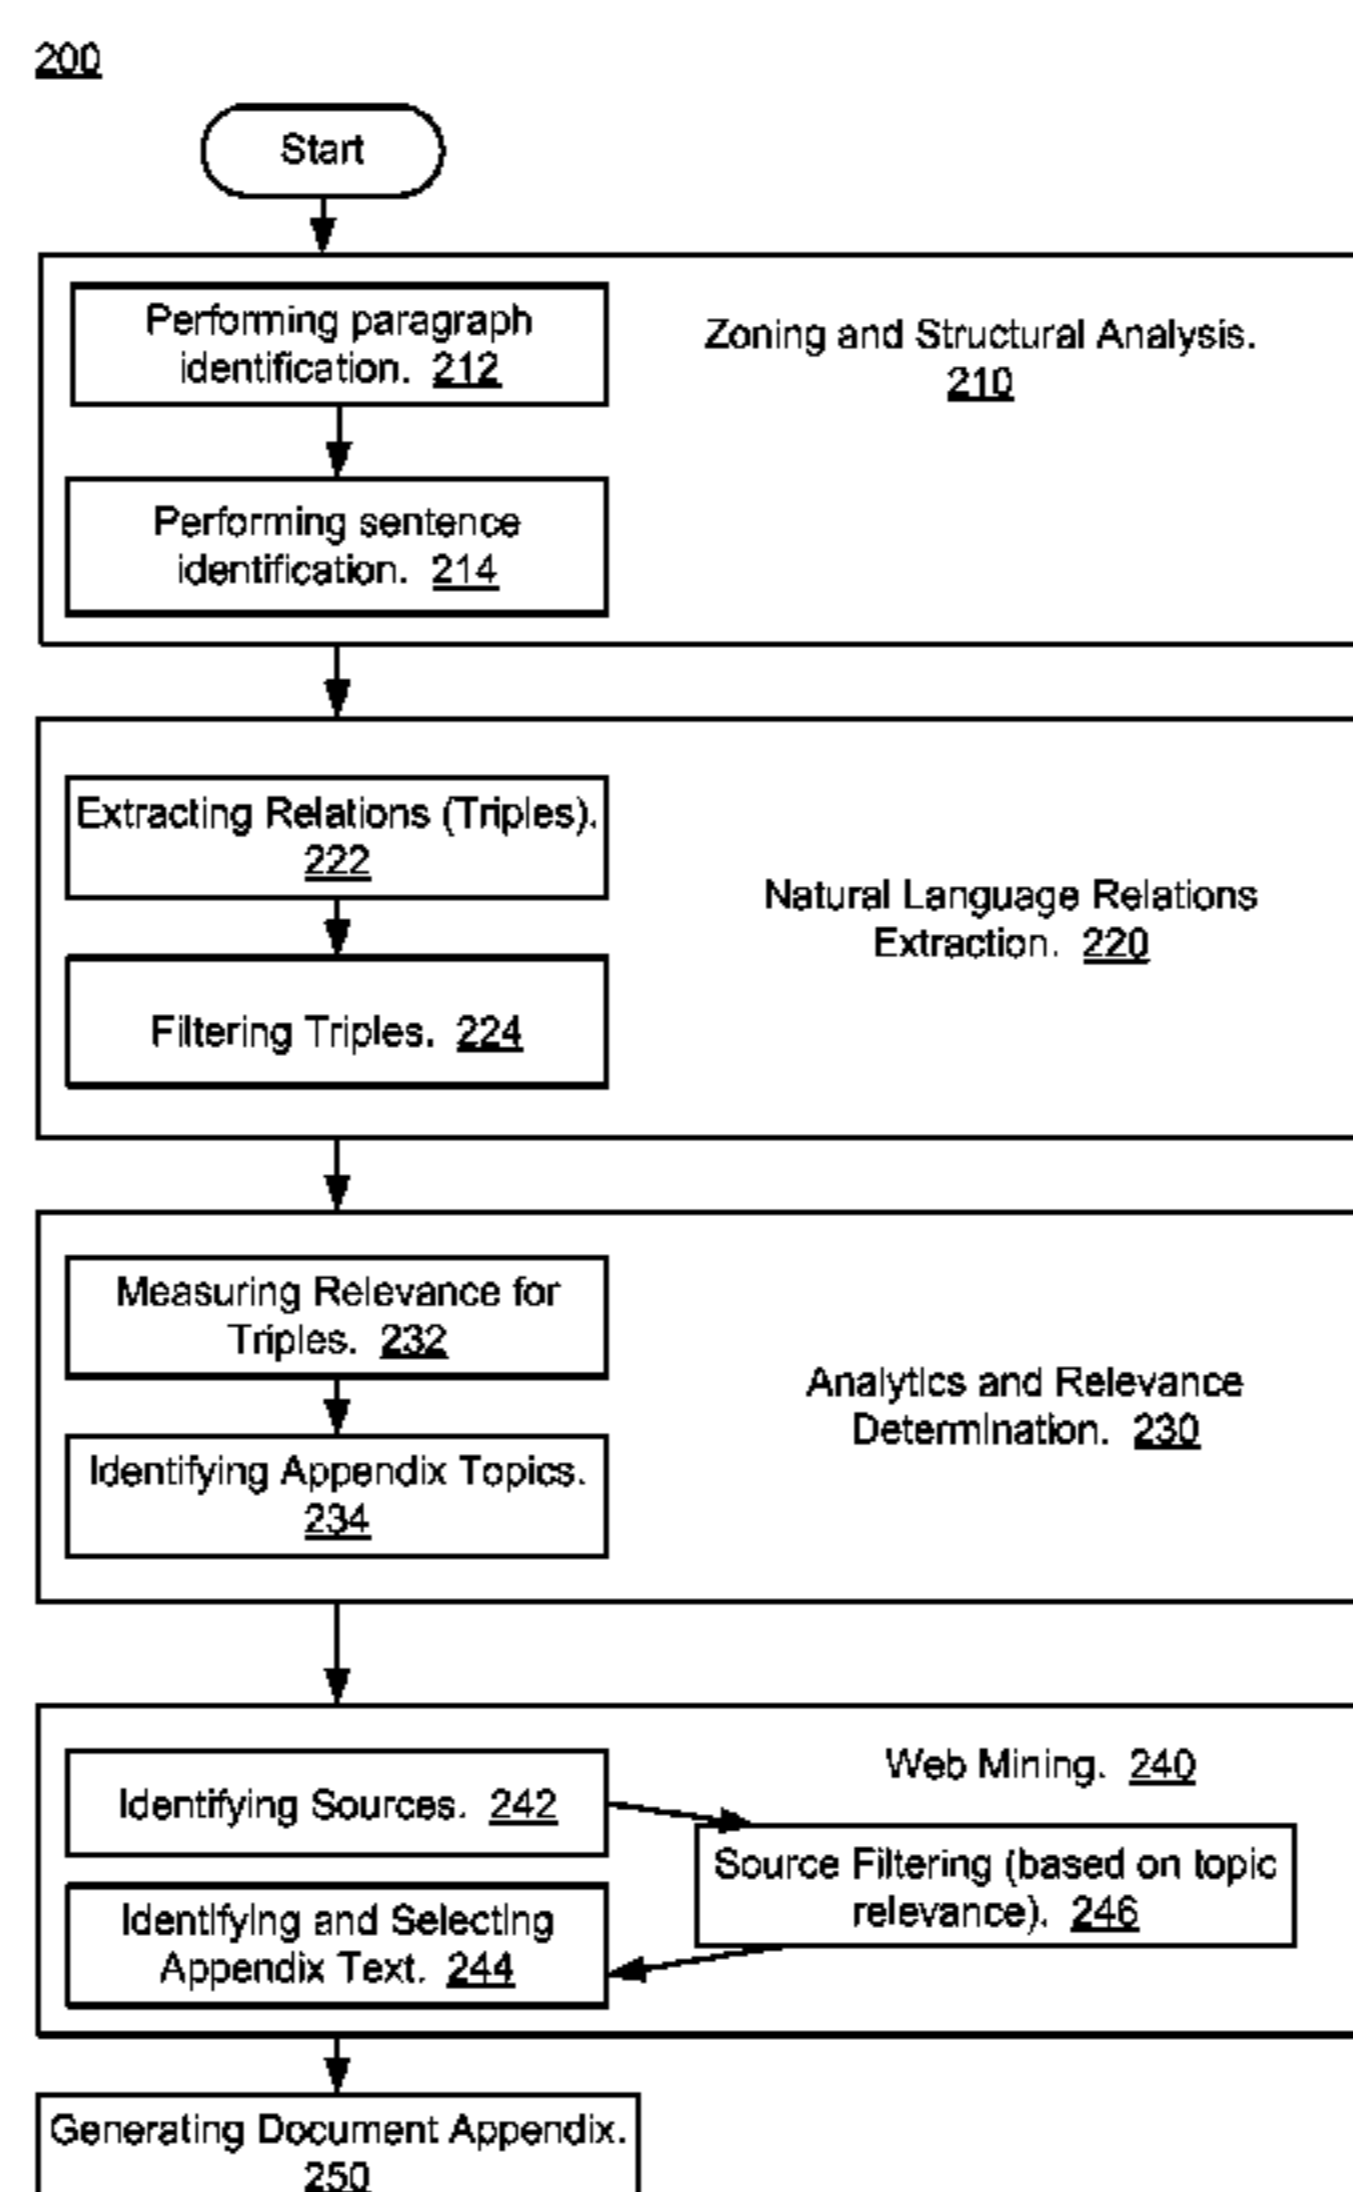 200
Start
Performing paragraph
identification. 212
Zoning and Structural Analysis.
210
Performing sentence
identification. 214
Extracting Relations (Triples).
222
Natural Language Relations
Extraction. 220
Filtering Triples. 224
Measuring Relevance for
Triples. 232
Analytics and Relevance
Determination. 230
Identifying Appendix Topics.
234
Web Mining. 240
Identifying Sources. 242
Source Filtering (based on topic
relevance). 246
Identifying and Selecting
Appendix Text. 244
Generating Document Appendix.
250